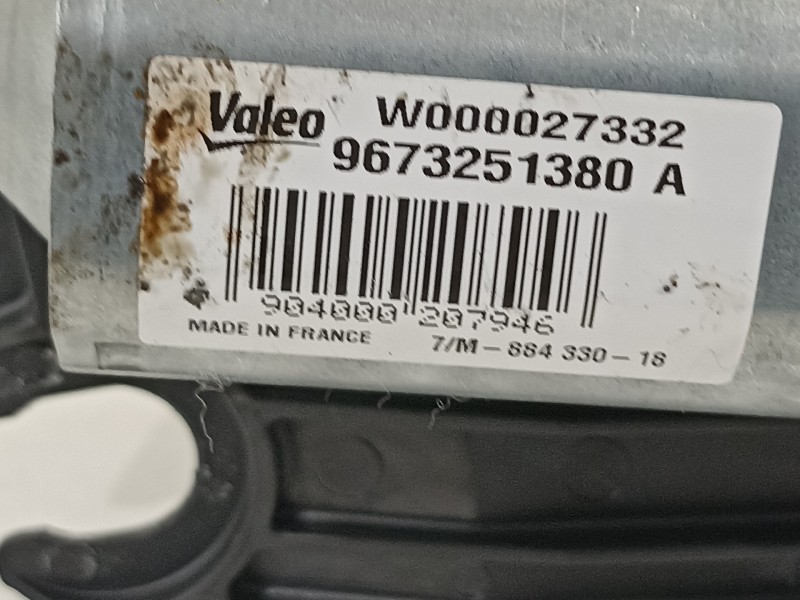 Valeo W000027332
9673251380 A
904000 207946
MADE IN FRANCE 7/M-884 330-18